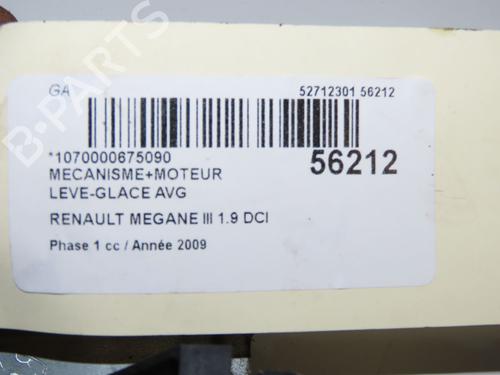 GA 52712301 56212
*1070000675090 56212
MECANISME+MOTEUR
LEVE-GLACE AVG
RENAULT MEGANE III 1.9 DCI
Phase 1 cc / Année 2009
B-PARTS